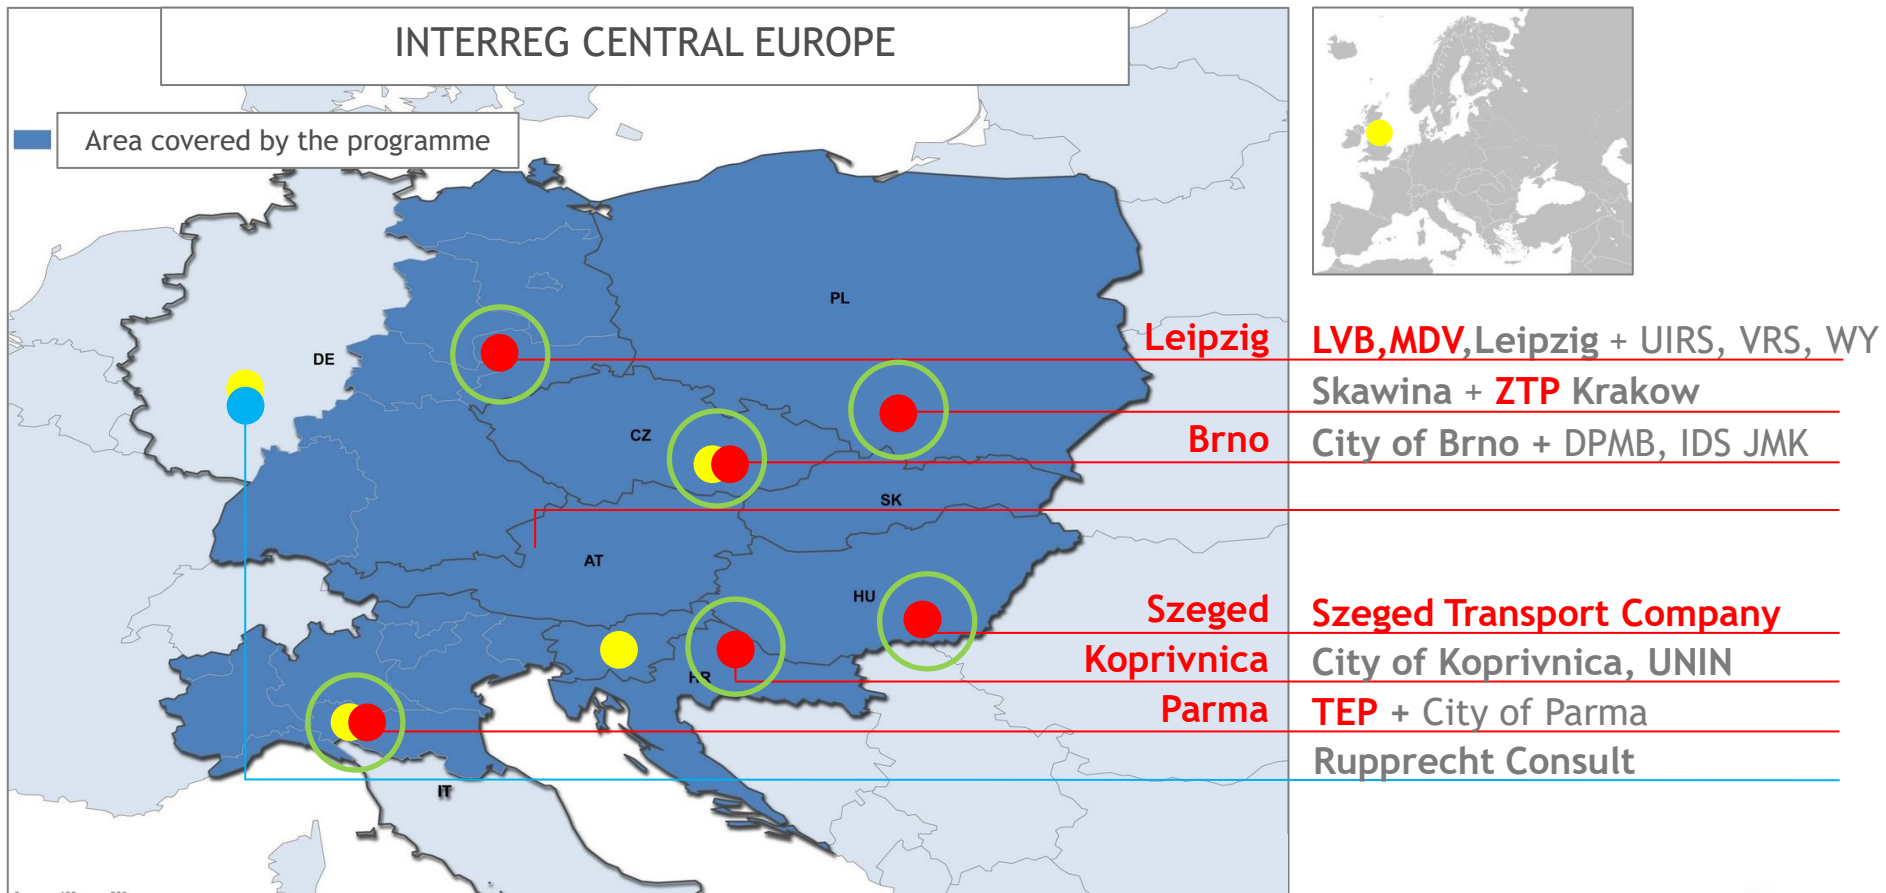 INTERREG CENTRAL EUROPE
Area covered by the programme
PL
DE
CZ
SK
AT
HU
HR
IT
Leipzig LVB,MDV,Leipzig + UIRS, VRS, WY
Skawina + ZTP Krakow
Brno City of Brno + DPMB, IDS JMK
Szeged Szeged Transport Company
Koprivnica City of Koprivnica, UNIN
Parma TEP + City of Parma
Rupprecht Consult